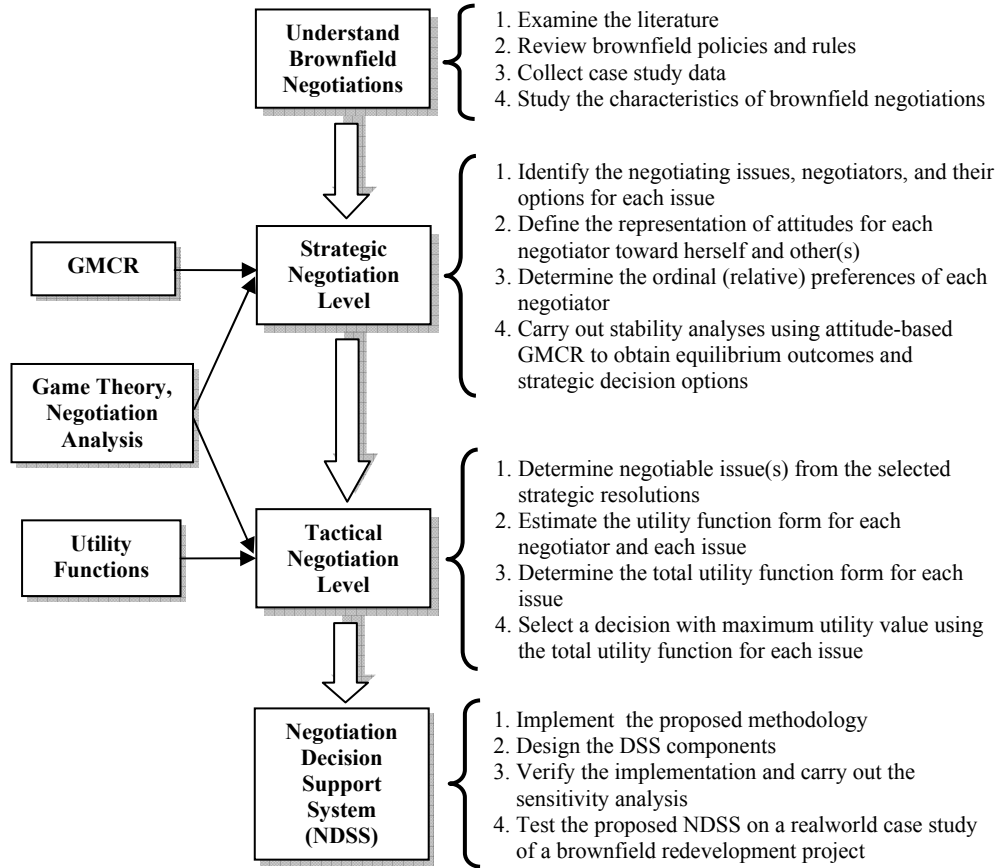 Understand
Brownfield
Negotiations
1. Examine the literature
2. Review brownfield policies and rules
3. Collect case study data
4. Study the characteristics of brownfield negotiations
GMCR
Strategic
Negotiation
Level
1. Identify the negotiating issues, negotiators, and their
options for each issue
2. Define the representation of attitudes for each
negotiator toward herself and other(s)
3. Determine the ordinal (relative) preferences of each
negotiator
4. Carry out stability analyses using attitude-based
GMCR to obtain equilibrium outcomes and
strategic decision options
Game Theory,
Negotiation
Analysis
Utility
Functions
Tactical
Negotiation
Level
1. Determine negotiable issue(s) from the selected
strategic resolutions
2. Estimate the utility function form for each
negotiator and each issue
3. Determine the total utility function form for each
issue
4. Select a decision with maximum utility value using
the total utility function for each issue
Negotiation
Decision
Support
System
(NDSS)
1. Implement the proposed methodology
2. Design the DSS components
3. Verify the implementation and carry out the
sensitivity analysis
4. Test the proposed NDSS on a realworld case study
of a brownfield redevelopment project